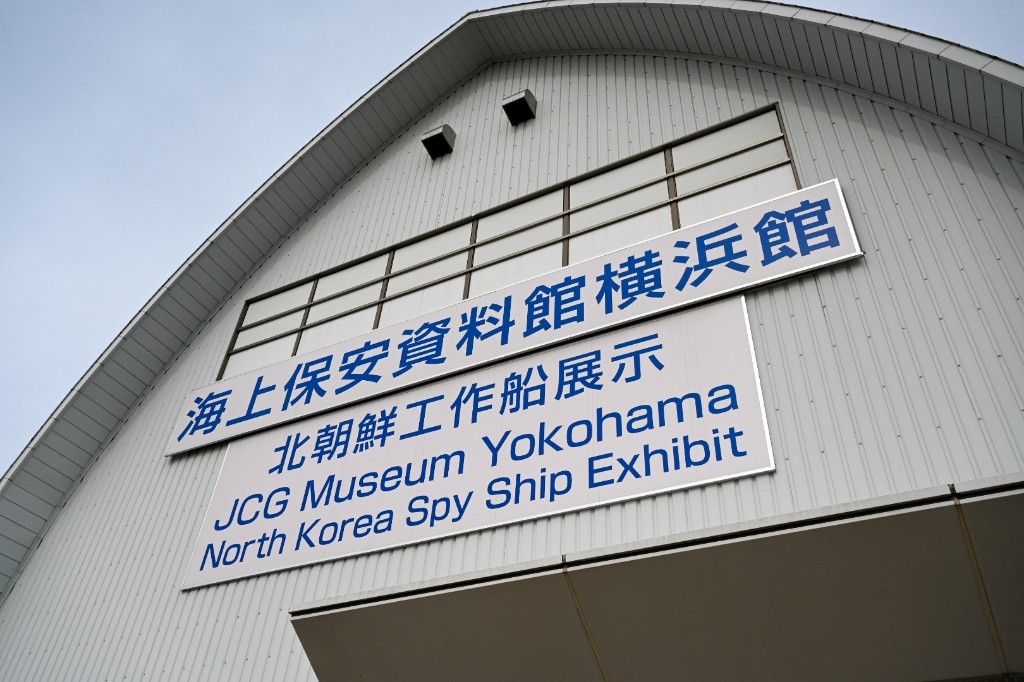 海上保安資料館横浜館
北朝鮮工作船展示
JCG Museum Yokohama
North Korea Spy Ship Exhibit